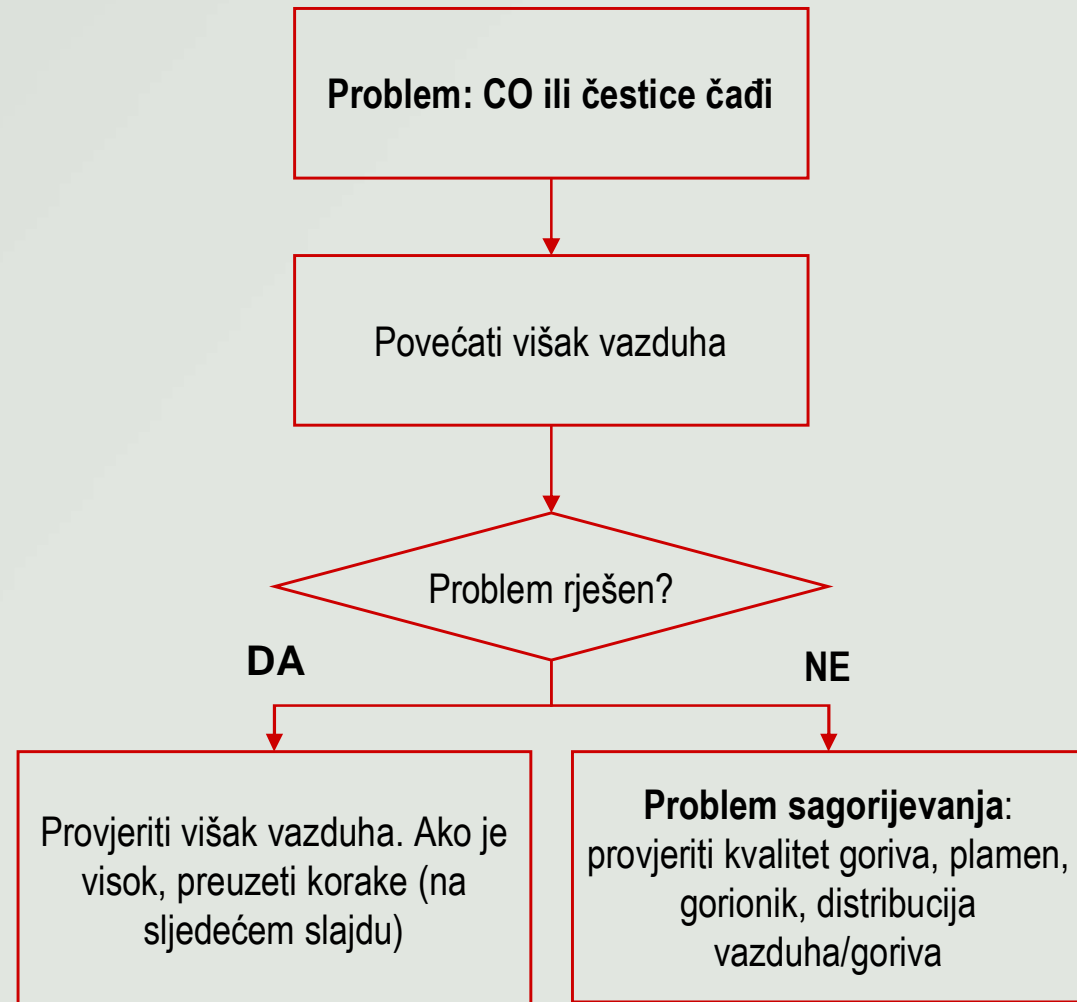 Problem: CO ili čestice čađi
Povećati višak vazduha
Problem rješen?
DA
NE
Provjeriti višak vazduha. Ako je
visok, preuzeti korake (na
sljedećem slajdu)
Problem sagorijevanja:
provjeriti kvalitet goriva, plamen,
gorionik, distribucija
vazduha/goriva